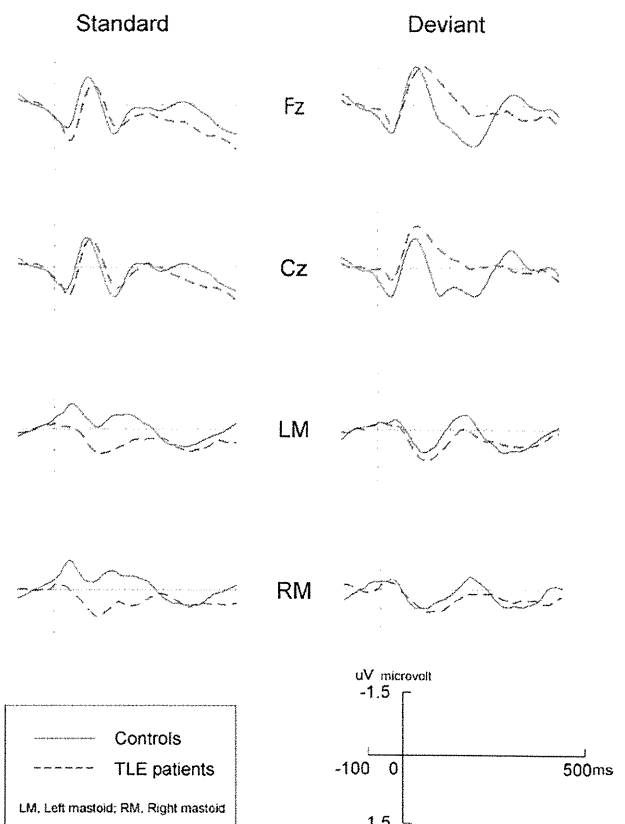 Standard Deviant
Fz
Cz
LM
RM
uV microvolt
-1.5
-100 0 500ms
1.5
Controls
TLE patients
LM, Left mastoid; RM, Right mastoid